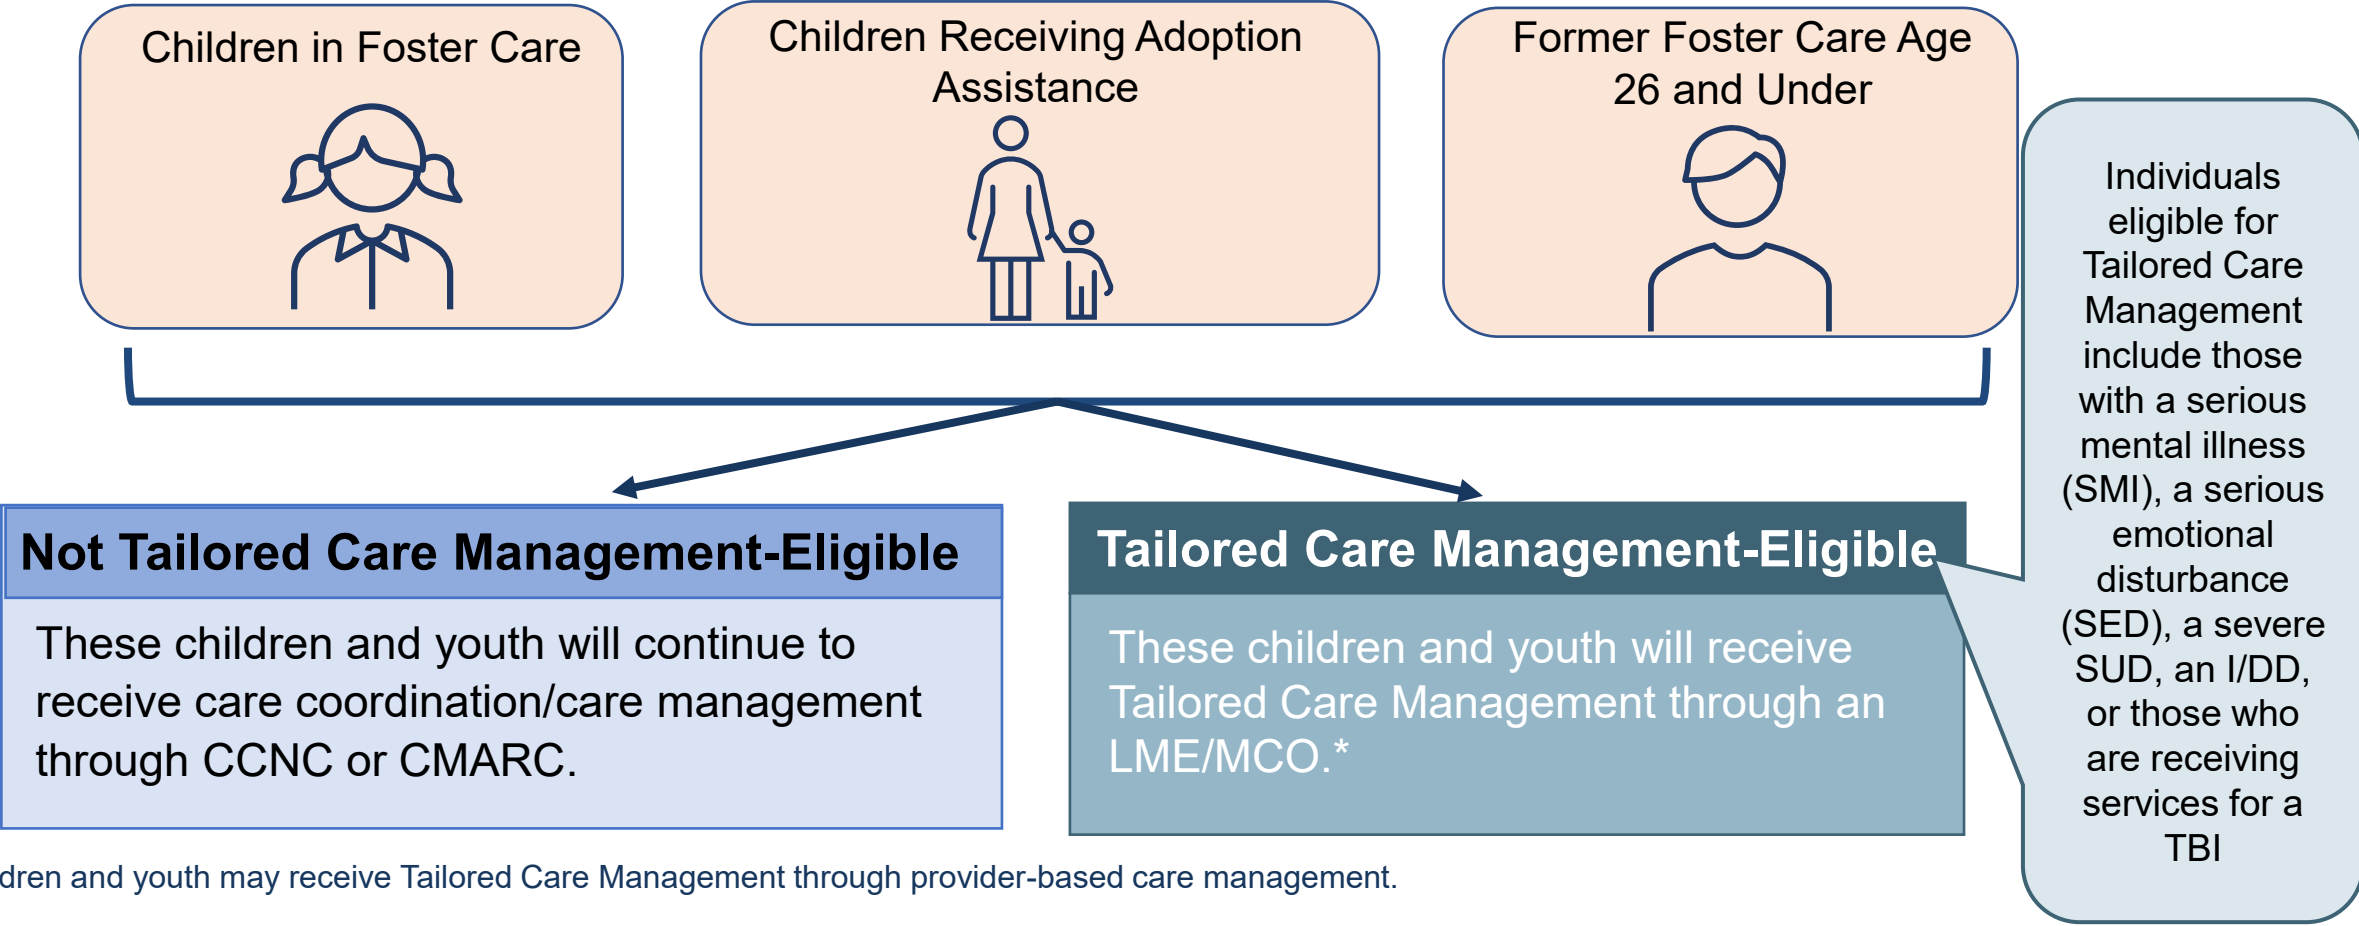 Children in Foster Care
Children Receiving Adoption
Assistance
Former Foster Care Age
26 and Under
Not Tailored Care Management-Eligible
These children and youth will continue to
receive care coordination/care management
through CCNC or CMARC.
Tailored Care Management-Eligible
These children and youth will receive
Tailored Care Management through an
LME/MCO.*
Individuals
eligible for
Tailored Care
Management
include those
with a serious
mental illness
(SMI), a serious
emotional
disturbance
(SED), a severe
SUD, an I/DD,
or those who
are receiving
services for a
TBI
dren and youth may receive Tailored Care Management through provider-based care management.